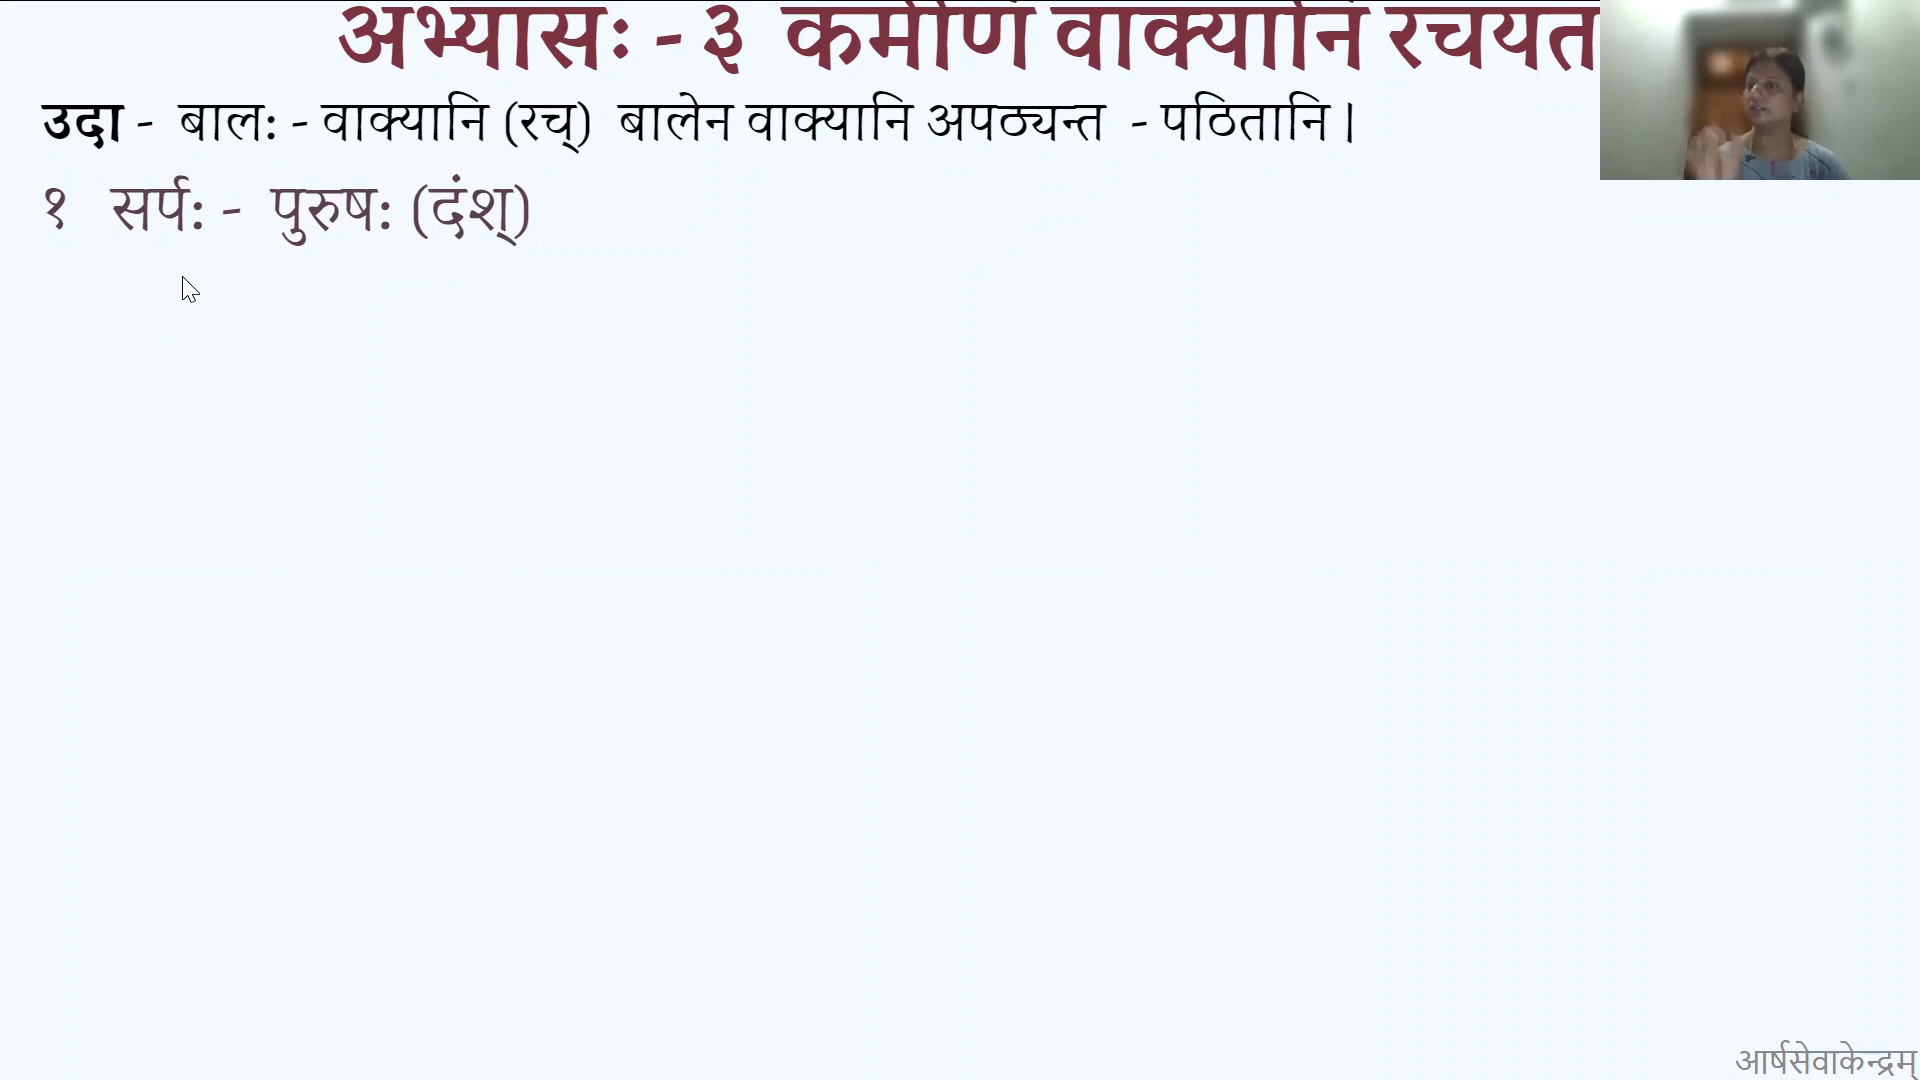 अभ्यासः - ३ कर्मणि वाक्यानि रचयत
उदा - बालः - वाक्यानि (रच्) बालेन वाक्यानि अपठ्यन्त - पठितानि |
१ सर्पः - पुरुषः (दंश्)
आर्षसेवाकेन्द्रम्